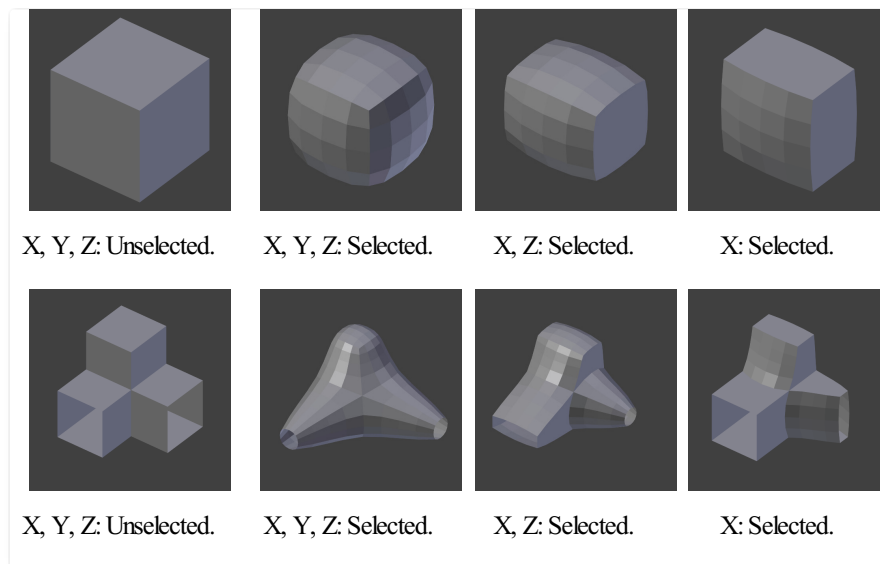 X, Y, Z: Unselected.
X, Y, Z: Selected.
X, Z: Selected.
X: Selected.
X, Y, Z: Unselected.
X, Y, Z: Selected.
X, Z: Selected.
X: Selected.